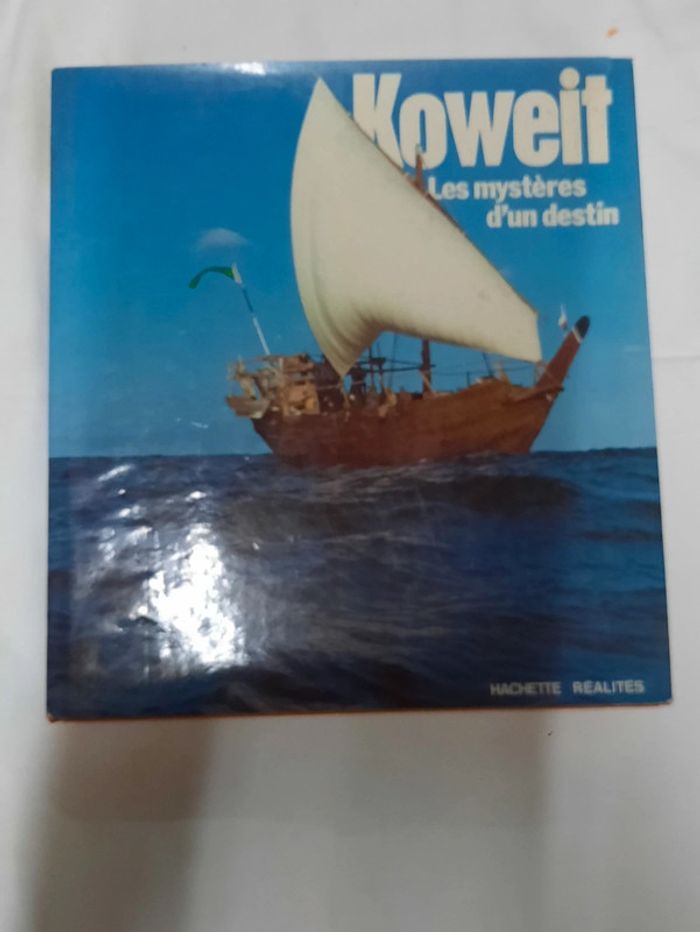 Koweit
Les mystères
d'un destin
HACHETTE RÉALITÉS